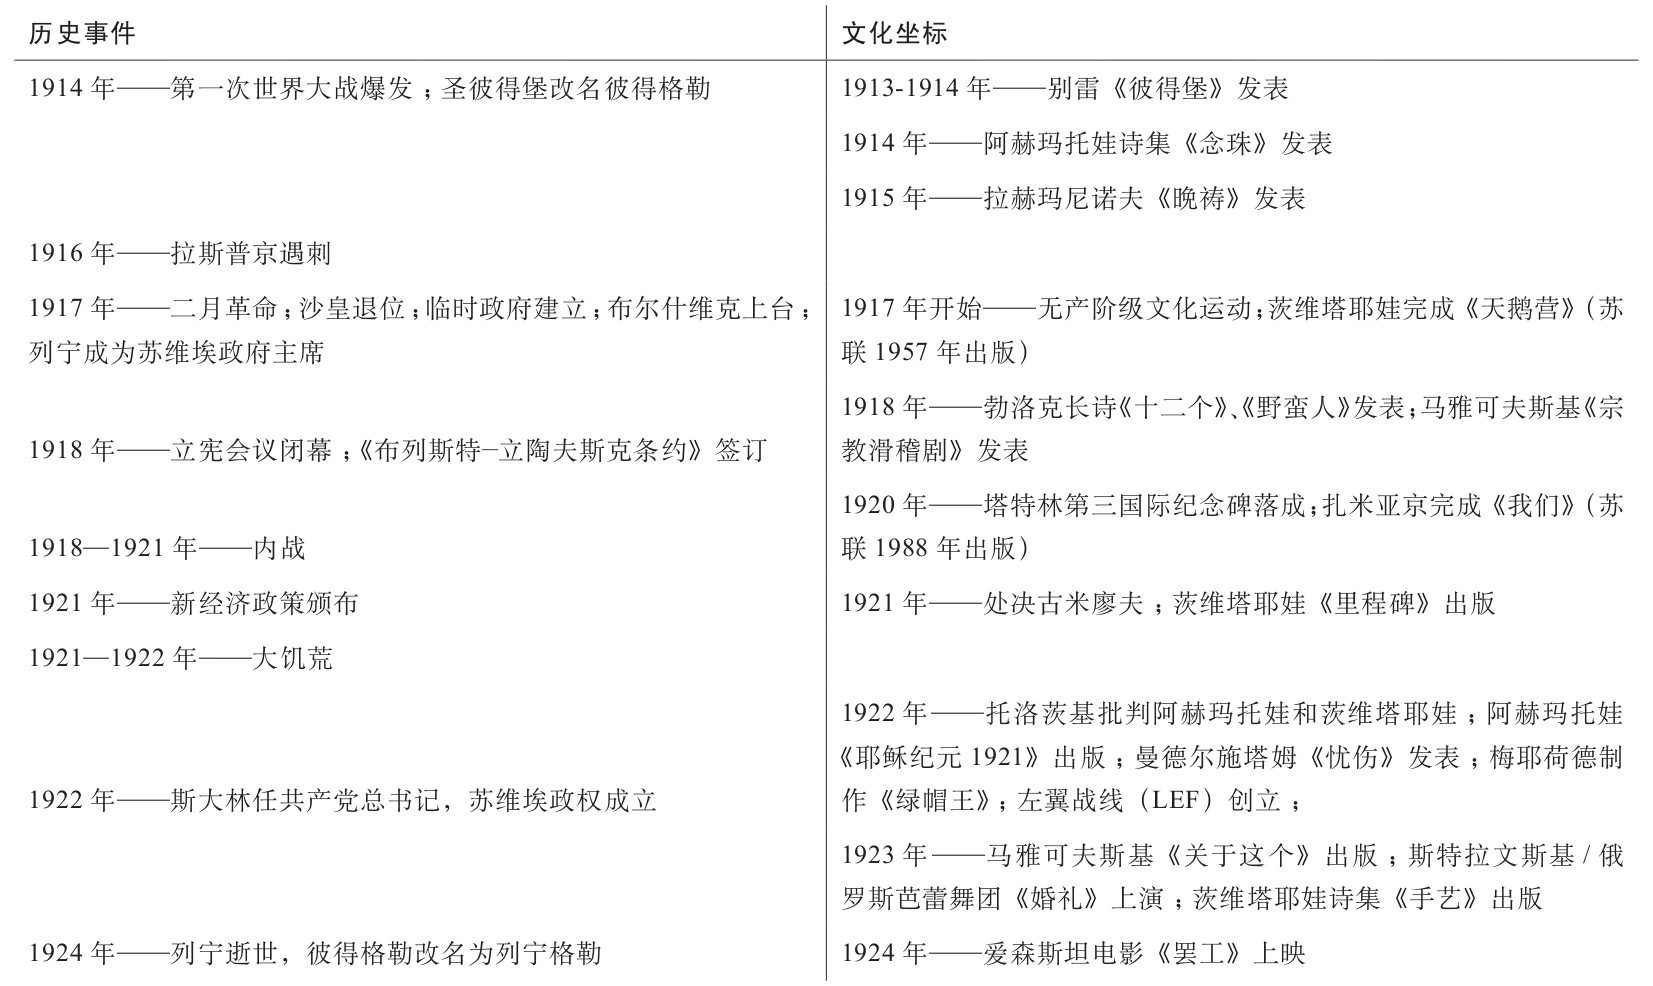 历史事件
文化坐标
1914 年——第一次世界大战爆发；圣彼得堡改名彼得格勒
1913-1914 年——别雷《彼得堡》发表
1914 年——阿赫玛托娃诗集《念珠》发表
1915 年——拉赫玛尼诺夫《晚祷》发表
1916 年——拉斯普京遇刺
1917 年——二月革命；沙皇退位；临时政府建立；布尔什维克上台；
列宁成为苏维埃政府主席
1917 年开始——无产阶级文化运动；茨维塔耶娃完成《天鹅营》（苏
联 1957 年出版）
1918 年——立宪会议闭幕；《布列斯特–立陶夫斯克条约》签订
1918 年——勃洛克长诗《十二个》、《野蛮人》发表；马雅可夫斯基《宗
教滑稽剧》发表
1918—1921 年——内战
1920 年——塔特林第三国际纪念碑落成；扎米亚京完成《我们》（苏
联 1988 年出版）
1921 年——新经济政策颁布
1921 年——处决古米廖夫；茨维塔耶娃《里程碑》出版
1921—1922 年——大饥荒
1922 年——斯大林任共产党总书记，苏维埃政权成立
1922 年——托洛茨基批判阿赫玛托娃和茨维塔耶娃；阿赫玛托娃
《耶稣纪元 1921》出版；曼德尔施塔姆《忧伤》发表；梅耶荷德制
作《绿帽王》；左翼战线（LEF）创立；
1923 年——马雅可夫斯基《关于这个》出版；斯特拉文斯基 / 俄
罗斯芭蕾舞团《婚礼》上演；茨维塔耶娃诗集《手艺》出版
1924 年——列宁逝世，彼得格勒改名为列宁格勒
1924 年——爱森斯坦电影《罢工》上映